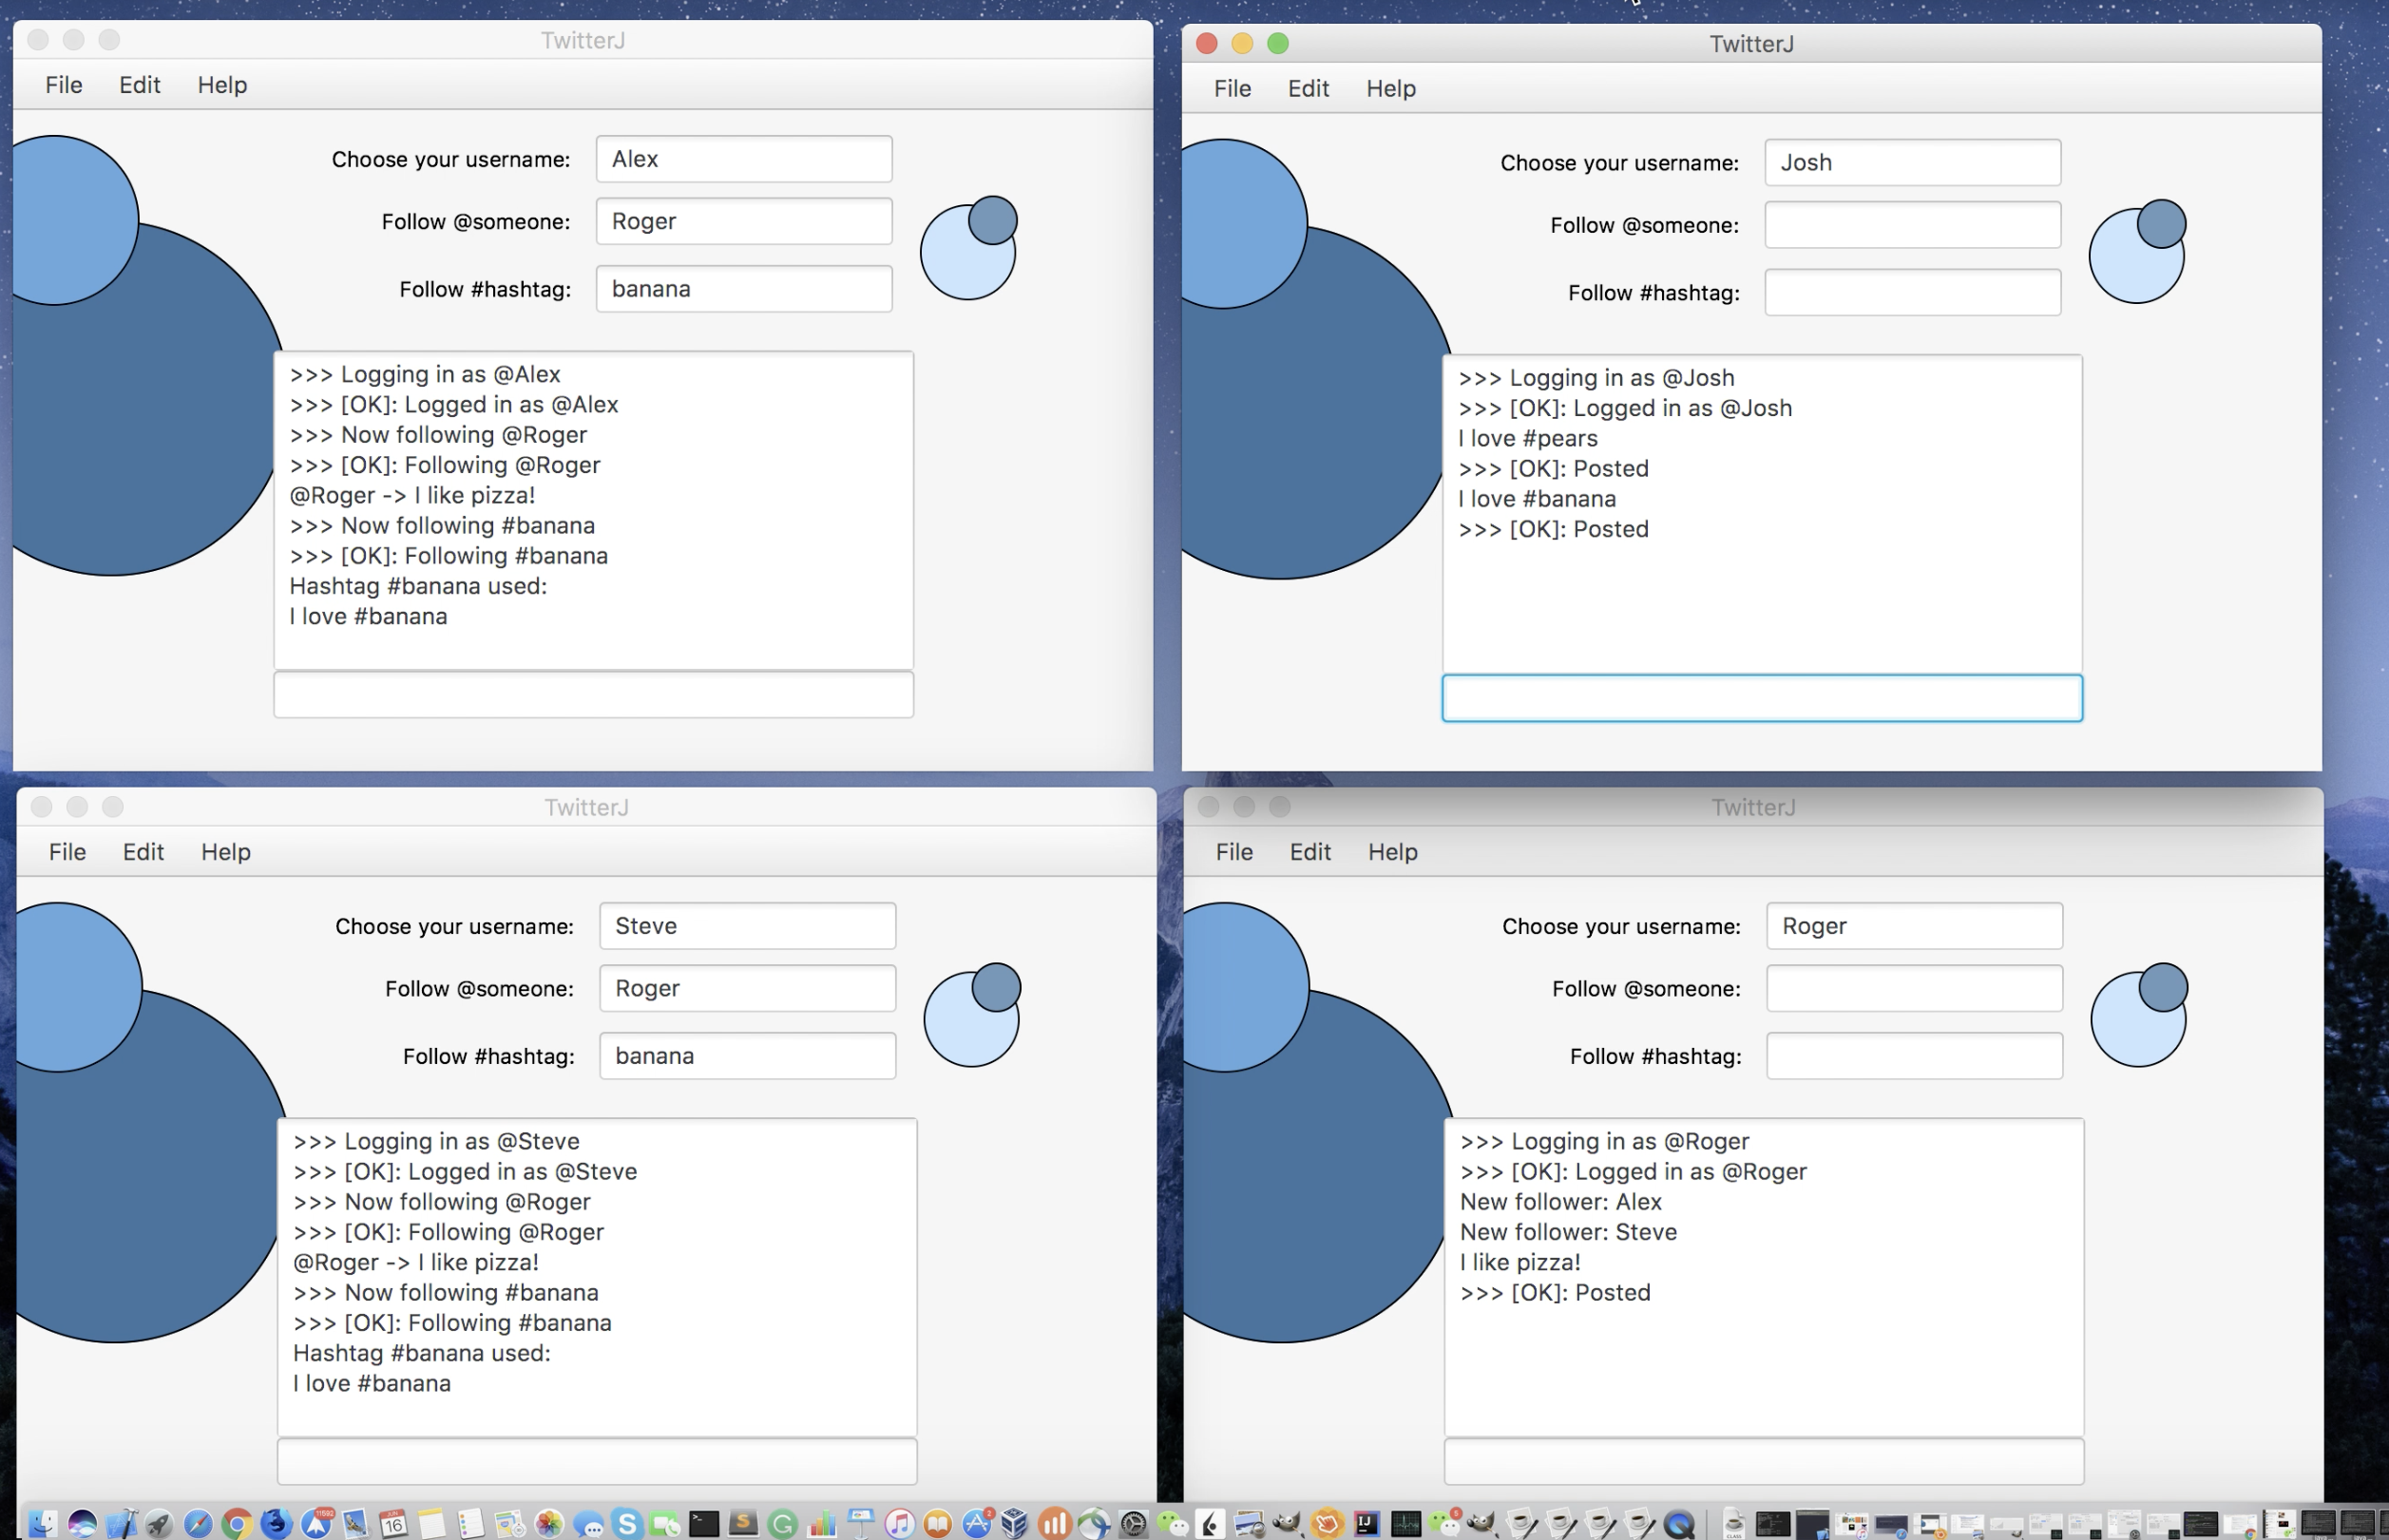 TwitterJ
File Edit Help
Choose your username: Alex
Follow @someone: Roger
Follow #hashtag: banana
>>> Logging in as @Alex
>>> [OK]: Logged in as @Alex
>>> Now following @Roger
>>> [OK]: Following @Roger
@Roger -> I like pizza!
>>> Now following #banana
>>> [OK]: Following #banana
Hashtag #banana used:
I love #banana
TwitterJ
File Edit Help
Choose your username: Josh
Follow @someone:
Follow #hashtag:
>>> Logging in as @Josh
>>> [OK]: Logged in as @Josh
I love #pears
>>> [OK]: Posted
I love #banana
>>> [OK]: Posted
TwitterJ
File Edit Help
Choose your username: Steve
Follow @someone: Roger
Follow #hashtag: banana
>>> Logging in as @Steve
>>> [OK]: Logged in as @Steve
>>> Now following @Roger
>>> [OK]: Following @Roger
@Roger -> I like pizza!
>>> Now following #banana
>>> [OK]: Following #banana
Hashtag #banana used:
I love #banana
TwitterJ
File Edit Help
Choose your username: Roger
Follow @someone:
Follow #hashtag:
>>> Logging in as @Roger
>>> [OK]: Logged in as @Roger
New follower: Alex
New follower: Steve
I like pizza!
>>> [OK]: Posted
16